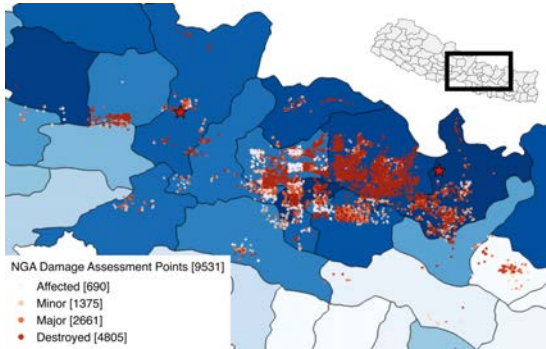 NGA Damage Assessment Points [9531]
Affected [690]
Minor [1375]
Major [2661]
Destroyed [4805]